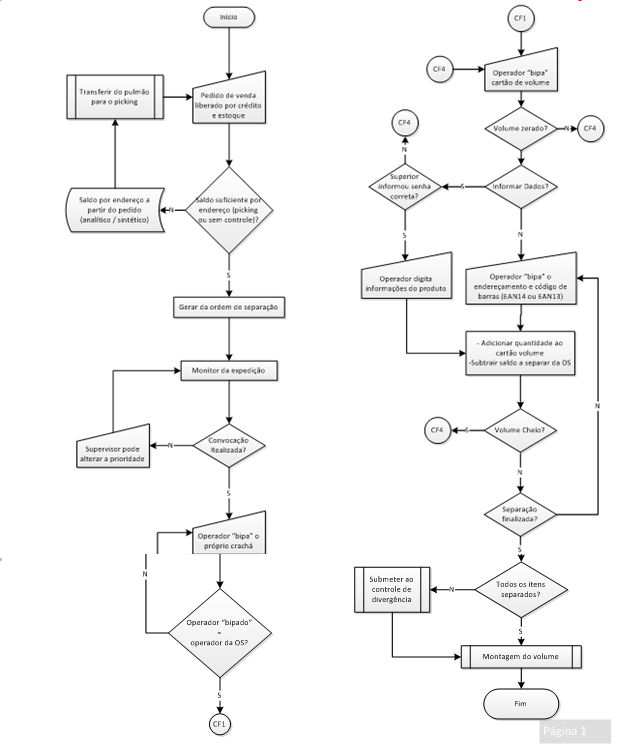 Início
Transferir do pulmão
para o picking
Pedido de venda
liberado por crédito
e estoque
Saldo por endereço a
partir do pedido
(analítico / sintético)
N
Saldo suficiente por
endereço (picking
ou sem controle)?
S
Gerar da ordem de separação
Monitor da expedição
Supervisor pode
alterar a prioridade
N
Convocação
Realizada?
S
Operador "bipa" o
próprio crachá
N
Operador "bipado"
=
operador da OS?
S
CF1
CF1
CF4
Operador "bipa"
cartão de volume
CF4
Volume zerado?
N
CF4
N
Superior
informou senha
correta?
S
Informar Dados?
S
N
Operador digita
informações do produto
Operador "bipa" o
endereçamento e código de
barras (EAN14 ou EAN13)
- Adicionar quantidade ao
cartão volume
-Subtrair saldo a separar da OS
N
CF4
S
Volume Cheio?
N
Separação
finalizada?
S
Submeter ao
controle de
divergência
N
Todos os itens
separados?
S
Montagem do volume
Fim
Página 1